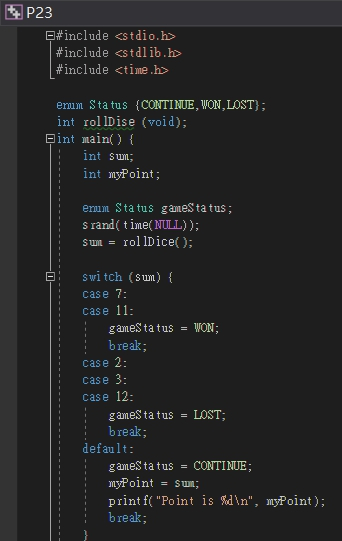 P23
#include <stdio.h>
#include <stdlib.h>
#include <time.h>
enum Status {CONTINUE,WON,LOST};
int rollDise (void);
int main() {
int sum;
int myPoint;
enum Status gameStatus;
srand(time(NULL));
sum = rollDice();
switch (sum) {
case 7:
case 11:
gameStatus = WON;
break;
case 2:
case 3:
case 12:
gameStatus = LOST;
break;
default:
gameStatus = CONTINUE;
myPoint = sum;
printf("Point is %d\n", myPoint);
break;
}